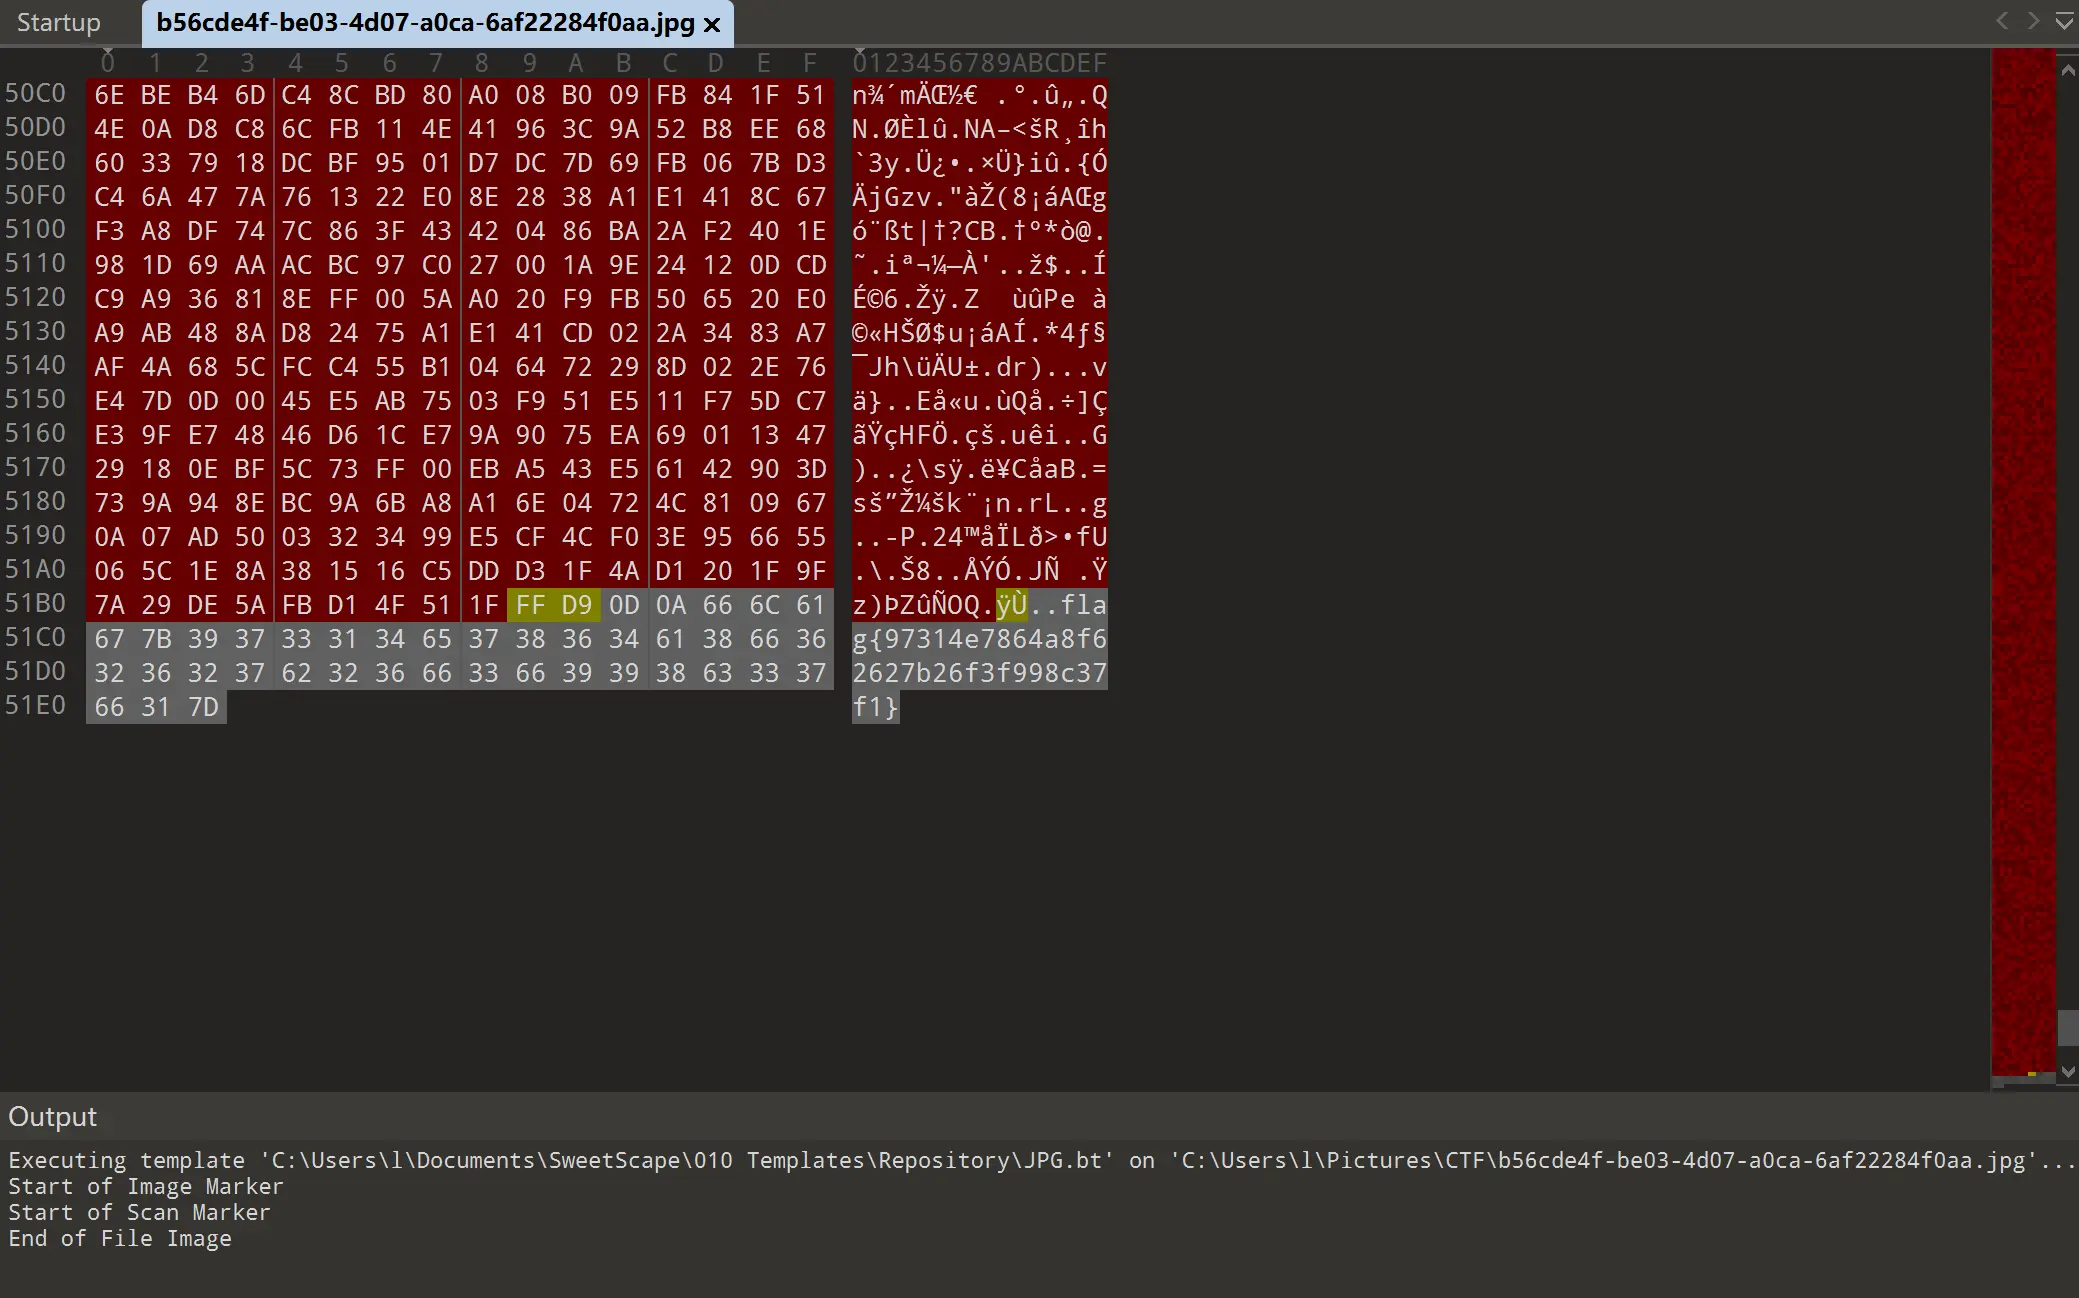 Startup b56cde4f-be03-4d07-a0ca-6af22284f0aa.jpg
0 1 2 3 4 5 6 7 8 9 A B C D E F 0123456789ABCDEF
50C0 6E BE B4 6D C4 8C BD 80 A0 08 B0 09 FB 84 1F 51 n¾´mÄŒ½€ .°.û„.Q
50D0 4E 0A D8 C8 6C FB 11 4E 41 96 3C 9A 52 B8 EE 68 N.ØÈlû.NA–<šR¸îh
50E0 60 33 79 18 DC BF 95 01 D7 DC 7D 69 FB 06 7B D3 `3y.Ü¿•.×Ü}iû.{Ó
50F0 C4 6A 47 7A 76 13 22 E0 8E 28 38 A1 E1 41 8C 67 ÄjGzv."àŽ(8¡áAŒg
5100 F3 A8 DF 74 7C 86 3F 43 42 04 86 BA 2A F2 40 1E ó¨ßt|†?CB.†º*ò@.
5110 98 1D 69 AA AC BC 97 C0 27 00 1A 9E 24 12 0D CD ˜.iª¬¼—À'..ž$..Í
5120 C9 A9 36 81 8E FF 00 5A A0 20 F9 FB 50 65 20 E0 É©6.Žÿ.Z  ùûPe à
5130 A9 AB 48 8A D8 24 75 A1 E1 41 CD 02 2A 34 83 A7 ©«HŠØ$u¡áAÍ.*4ƒ§
5140 AF 4A 68 5C FC C4 55 B1 04 64 72 29 8D 02 2E 76 ¯Jh\üÄU±.dr)...v
5150 E4 7D 0D 00 45 E5 AB 75 03 F9 51 E5 11 F7 5D C7 ä}..Eå«u.ùQå.÷]Ç
5160 E3 9F E7 48 46 D6 1C E7 9A 90 75 EA 69 01 13 47 ãŸçHFÖ.çš.uêi..G
5170 29 18 0E BF 5C 73 FF 00 EB A5 43 E5 61 42 90 3D )..¿\sÿ.ë¥CåaB.=
5180 73 9A 94 8E BC 9A 6B A8 A1 6E 04 72 4C 81 09 67 sš”Ž¼šk¨¡n.rL..g
5190 0A 07 AD 50 03 32 34 99 E5 CF 4C F0 3E 95 66 55 ..-P.24™åÏLð>•fU
51A0 06 5C 1E 8A 38 15 16 C5 DD D3 1F 4A D1 20 1F 9F .\.Š8..ÅÝÓ.JÑ .Ÿ
51B0 7A 29 DE 5A FB D1 4F 51 1F FF D9 0D 0A 66 6C 61 z)ÞZûÑOQ.ÿÙ..fla
51C0 67 7B 39 37 33 31 34 65 37 38 36 34 61 38 66 36 g{97314e7864a8f6
51D0 32 36 32 37 62 32 36 66 33 66 39 39 38 63 33 37 2627b26f3f998c37
51E0 66 31 7D f1}
Output
Executing template 'C:\Users\l\Documents\SweetScape\010 Templates\Repository\JPG.bt' on 'C:\Users\l\Pictures\CTF\b56cde4f-be03-4d07-a0ca-6af22284f0aa.jpg'...
Start of Image Marker
Start of Scan Marker
End of File Image